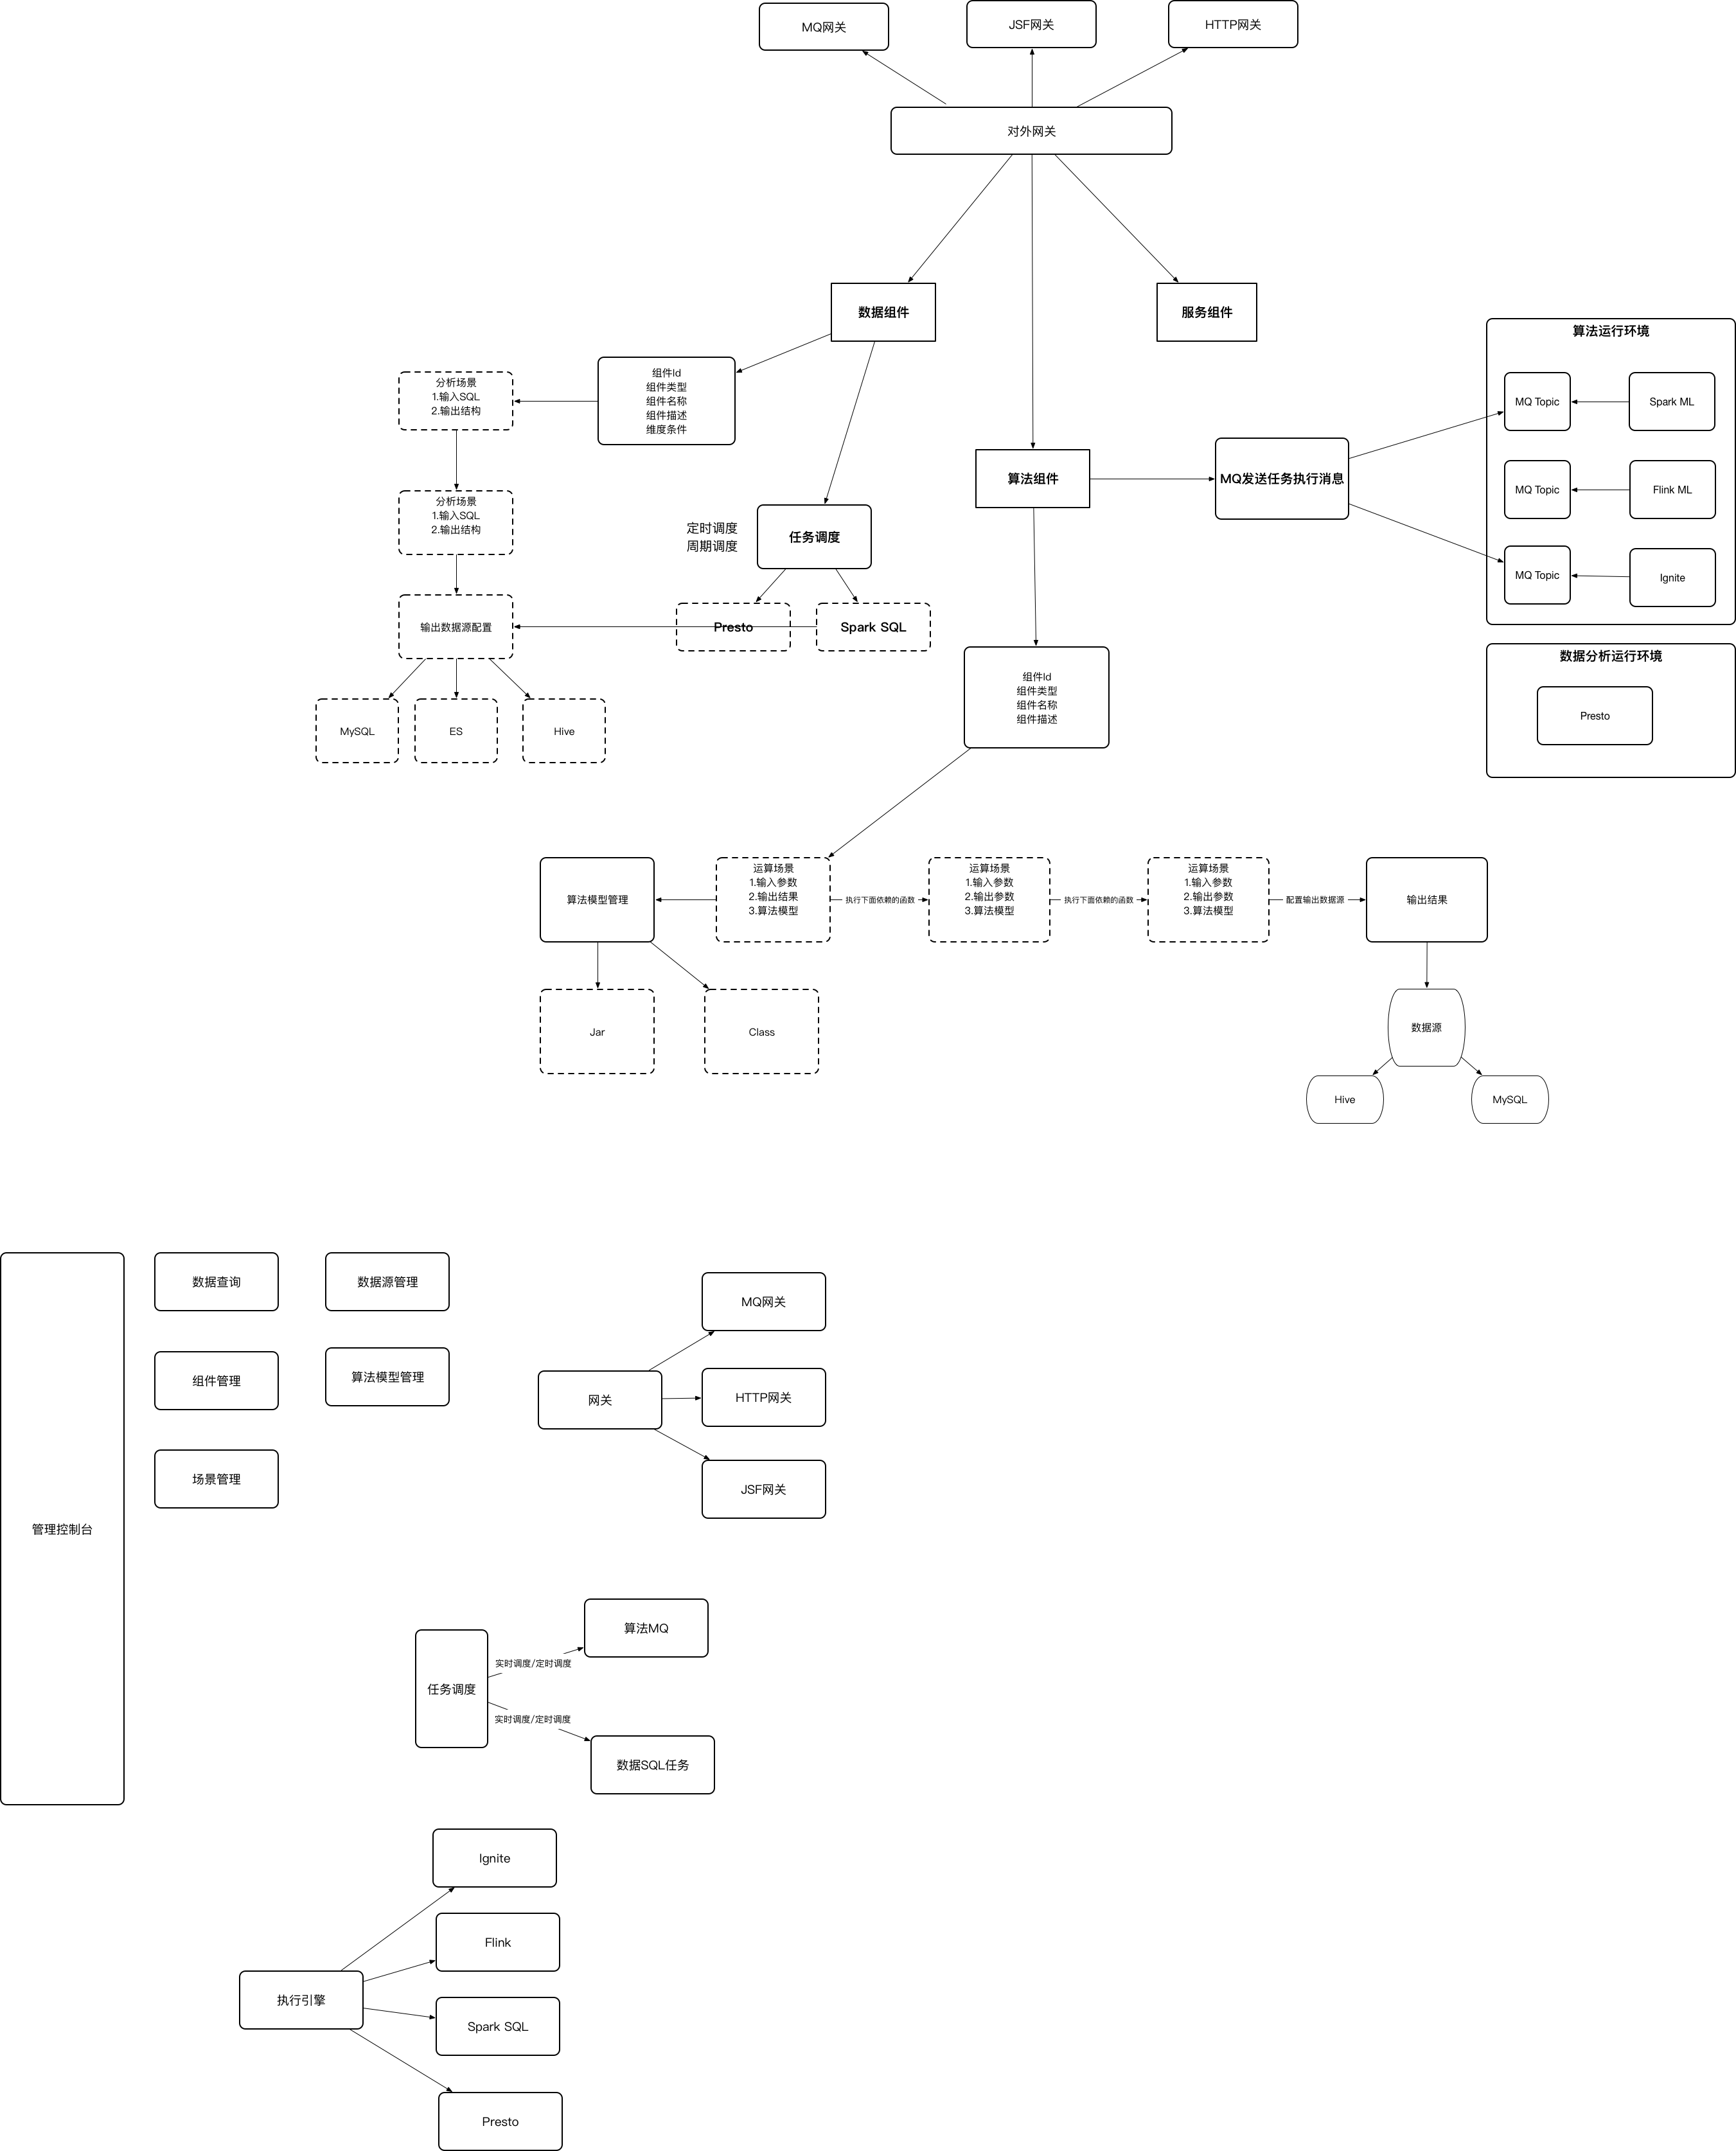 MQ网关
JSF网关
HTTP网关
对外网关
数据组件
服务组件
算法运行环境
组件Id
组件类型
组件名称
组件描述
维度条件
分析场景
1.输入SQL
2.输出结构
MQ Topic
Spark ML
算法组件
MQ发送任务执行消息
MQ Topic
Flink ML
分析场景
1.输入SQL
2.输出结构
定时调度
周期调度
任务调度
MQ Topic
Ignite
输出数据源配置
Presto
Spark SQL
数据分析运行环境
Presto
组件Id
组件类型
组件名称
组件描述
MySQL
ES
Hive
算法模型管理
运算场景
1.输入参数
2.输出结果
3.算法模型
执行下面依赖的函数
运算场景
1.输入参数
2.输出参数
3.算法模型
执行下面依赖的函数
运算场景
1.输入参数
2.输出参数
3.算法模型
配置输出数据源
输出结果
Jar
Class
数据源
Hive
MySQL
管理控制台
数据查询
数据源管理
组件管理
算法模型管理
场景管理
网关
MQ网关
HTTP网关
JSF网关
任务调度
实时调度/定时调度
算法MQ
实时调度/定时调度
数据SQL任务
执行引擎
Ignite
Flink
Spark SQL
Presto